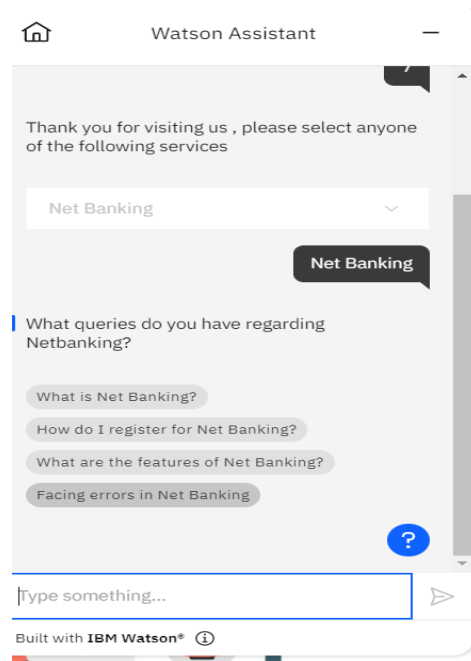 Watson Assistant
Thank you for visiting us , please select anyone
of the following services
Net Banking
Net Banking
What queries do you have regarding
Netbanking?
What is Net Banking?
How do I register for Net Banking?
What are the features of Net Banking?
Facing errors in Net Banking
?
Type something...
Built with IBM Watson®